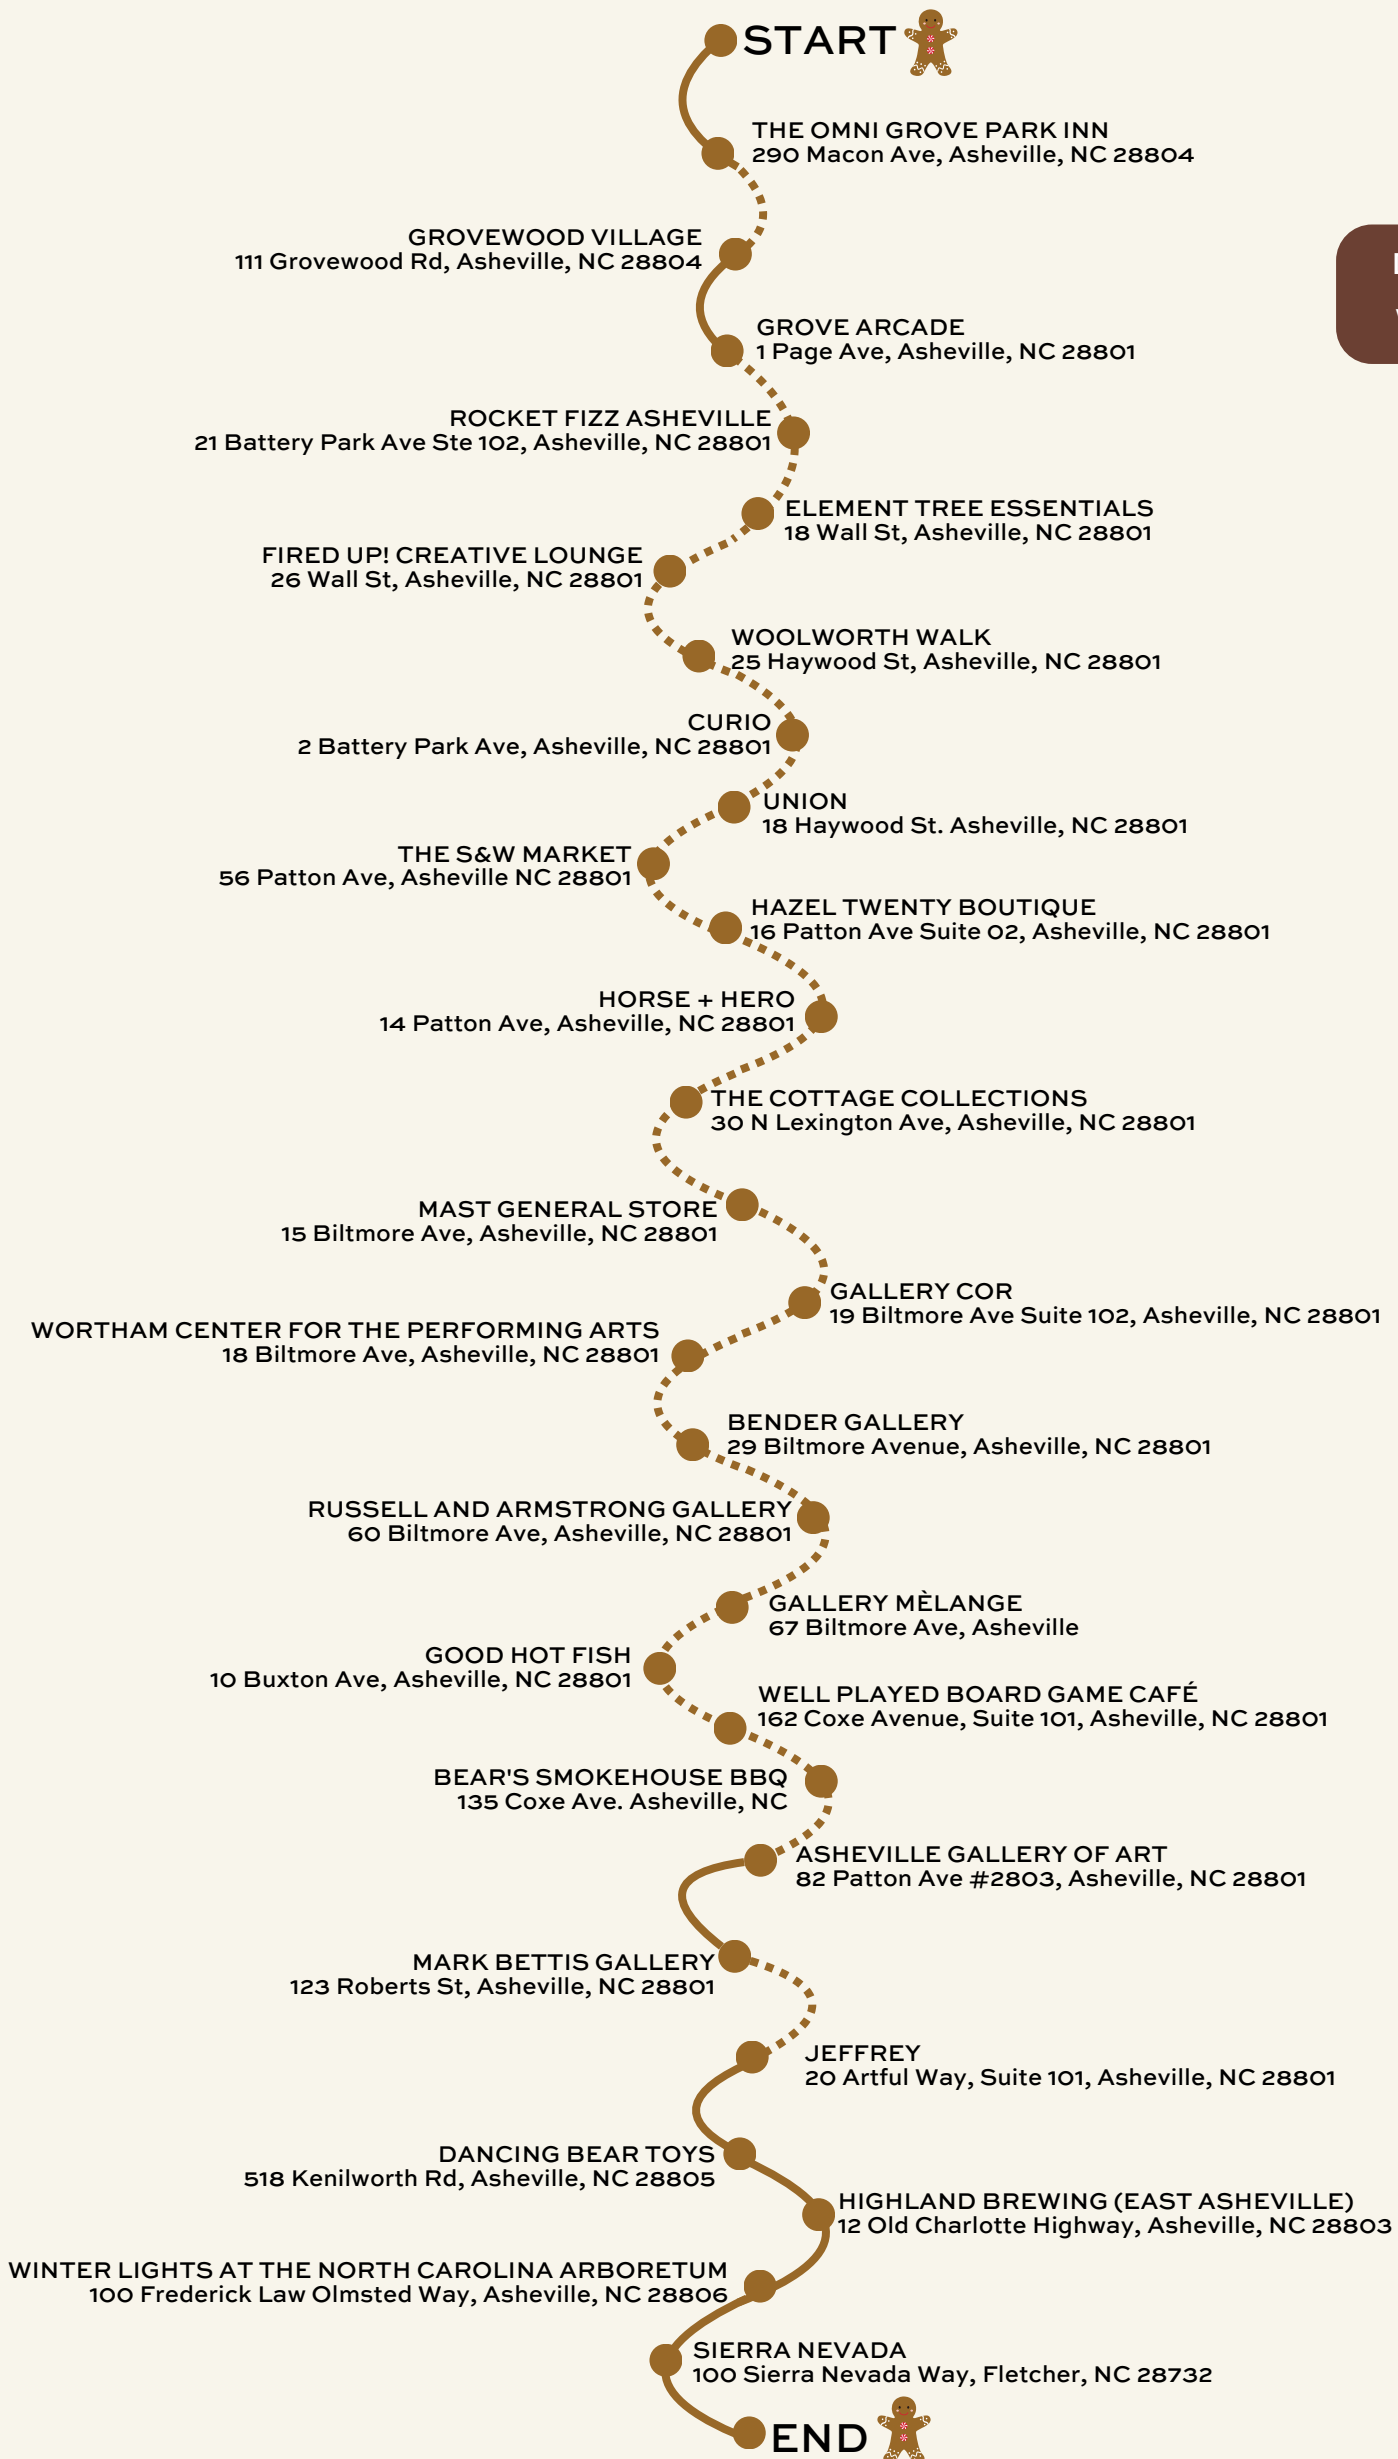 START
THE OMNI GROVE PARK INN
290 Macon Ave, Asheville, NC 28804
GROVEWOOD VILLAGE
111 Grovewood Rd, Asheville, NC 28804
GROVE ARCADE
1 Page Ave, Asheville, NC 28801
ROCKET FIZZ ASHEVILLE
21 Battery Park Ave Ste 102, Asheville, NC 28801
ELEMENT TREE ESSENTIALS
18 Wall St, Asheville, NC 28801
FIRED UP! CREATIVE LOUNGE
26 Wall St, Asheville, NC 28801
WOOLWORTH WALK
25 Haywood St, Asheville, NC 28801
CURIO
2 Battery Park Ave, Asheville, NC 28801
UNION
18 Haywood St. Asheville, NC 28801
THE S&W MARKET
56 Patton Ave, Asheville NC 28801
HAZEL TWENTY BOUTIQUE
16 Patton Ave Suite 02, Asheville, NC 28801
HORSE + HERO
14 Patton Ave, Asheville, NC 28801
THE COTTAGE COLLECTIONS
30 N Lexington Ave, Asheville, NC 28801
MAST GENERAL STORE
15 Biltmore Ave, Asheville, NC 28801
GALLERY COR
19 Biltmore Ave Suite 102, Asheville, NC 28801
WORTHAM CENTER FOR THE PERFORMING ARTS
18 Biltmore Ave, Asheville, NC 28801
BENDER GALLERY
29 Biltmore Avenue, Asheville, NC 28801
RUSSELL AND ARMSTRONG GALLERY
60 Biltmore Ave, Asheville, NC 28801
GALLERY MÈLANGE
67 Biltmore Ave, Asheville
GOOD HOT FISH
10 Buxton Ave, Asheville, NC 28801
WELL PLAYED BOARD GAME CAFÉ
162 Coxe Avenue, Suite 101, Asheville, NC 28801
BEAR'S SMOKEHOUSE BBQ
135 Coxe Ave. Asheville, NC
ASHEVILLE GALLERY OF ART
82 Patton Ave #2803, Asheville, NC 28801
MARK BETTIS GALLERY
123 Roberts St, Asheville, NC 28801
JEFFREY
20 Artful Way, Suite 101, Asheville, NC 28801
DANCING BEAR TOYS
518 Kenilworth Rd, Asheville, NC 28805
HIGHLAND BREWING (EAST ASHEVILLE)
12 Old Charlotte Highway, Asheville, NC 28803
WINTER LIGHTS AT THE NORTH CAROLINA ARBORETUM
100 Frederick Law Olmsted Way, Asheville, NC 28806
SIERRA NEVADA
100 Sierra Nevada Way, Fletcher, NC 28732
END